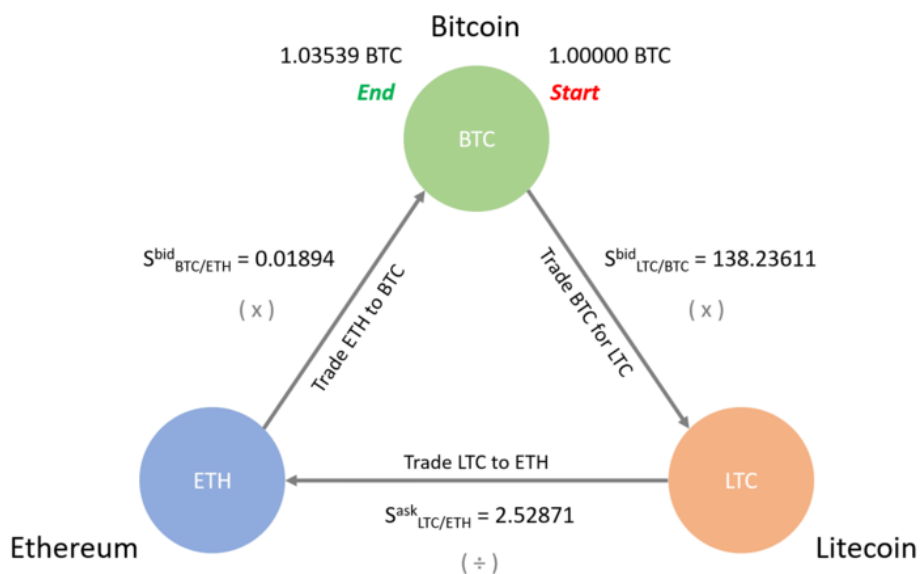 Bitcoin
1.03539 BTC
1.00000 BTC
End
Start
BTC
S^bid_BTC/ETH = 0.01894
( x )
S^bid_LTC/BTC = 138.23611
( x )
Trade ETH to BTC
Trade BTC for LTC
ETH
Trade LTC to ETH
LTC
S^ask_LTC/ETH = 2.52871
( ÷ )
Ethereum
Litecoin